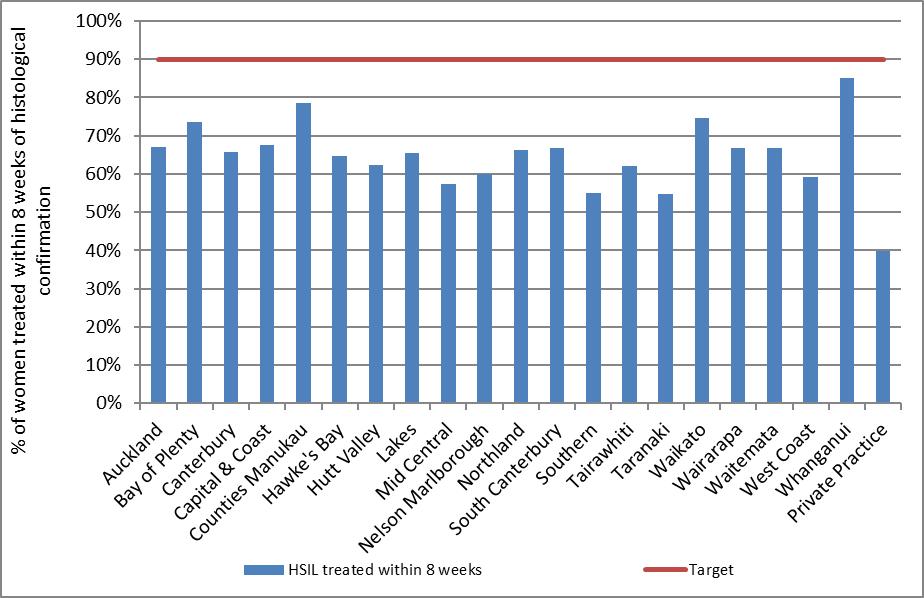 % of women treated within 8 weeks of histological
confirmation
100%
90%
80%
70%
60%
50%
40%
30%
20%
10%
0%
Auckland
Bay of Plenty
Canterbury
Capital & Coast
Counties Manukau
Hawke's Bay
Hutt Valley
Lakes
Mid Central
Nelson Marlborough
Northland
South Canterbury
Southern
Tairawhiti
Taranaki
Waikato
Wairarapa
Waitemata
West Coast
Whanganui
Private Practice
HSIL treated within 8 weeks
Target